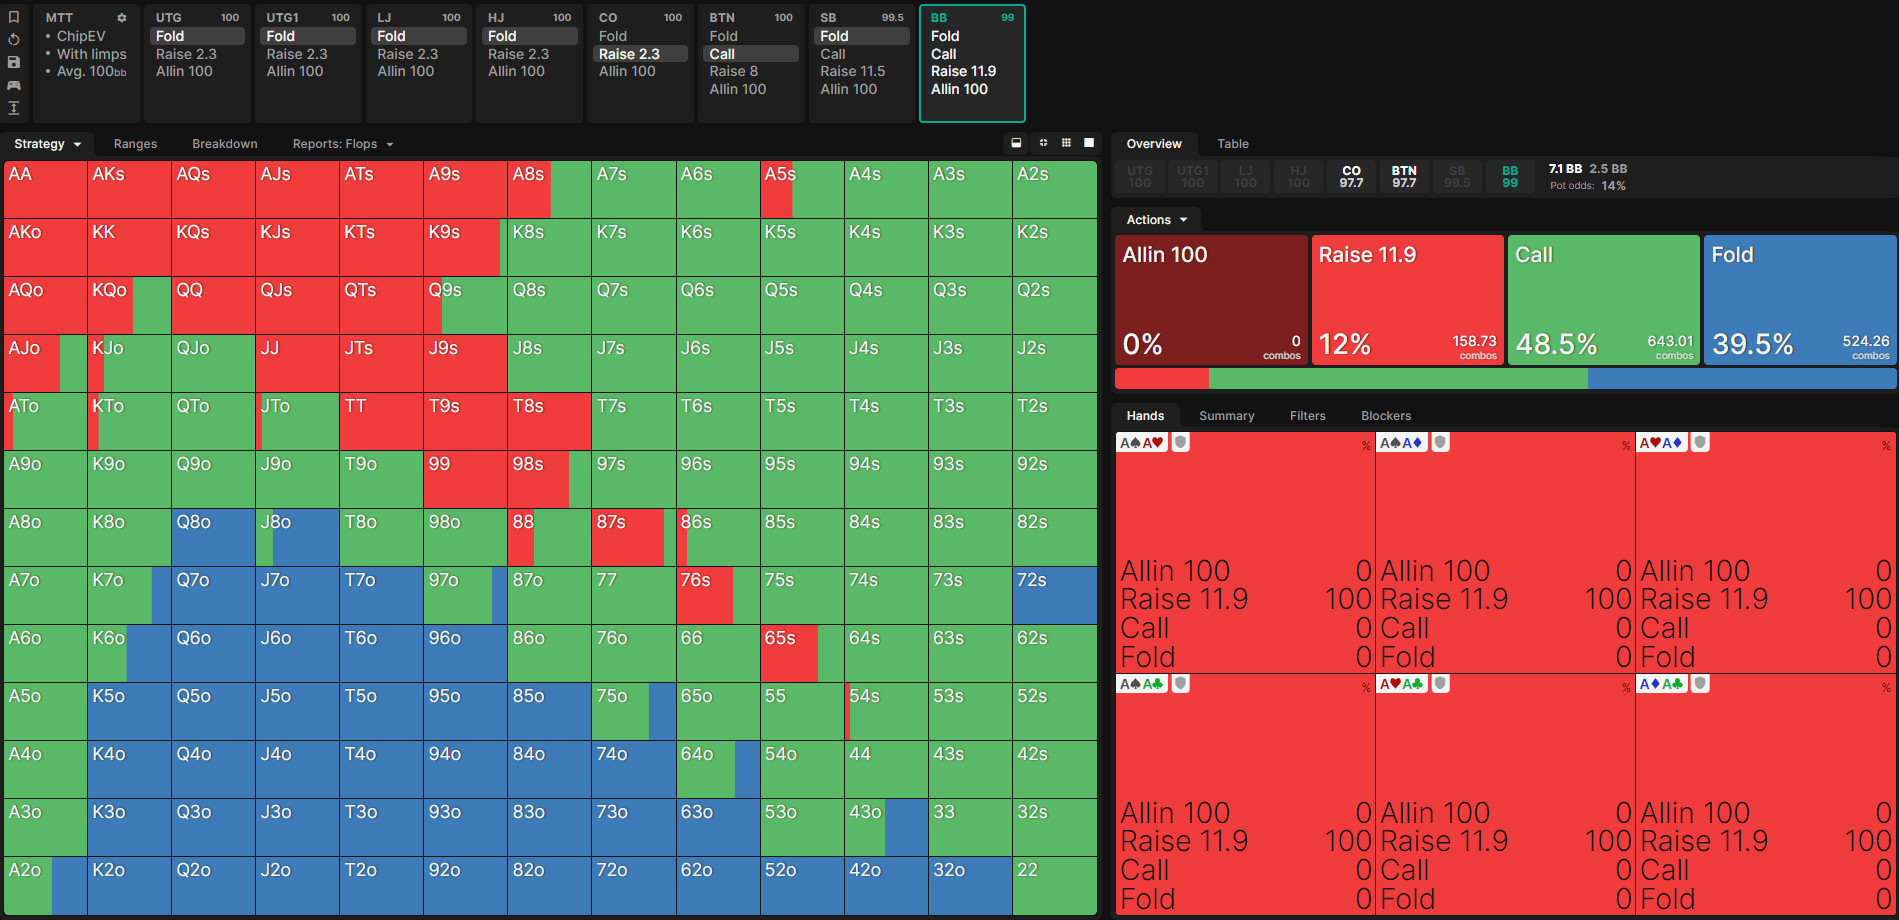 MTT
• ChipEV
• With limps
• Avg. 100bb
UTG 100
Fold
Raise 2.3
Allin 100
UTG1 100
Fold
Raise 2.3
Allin 100
LJ 100
Fold
Raise 2.3
Allin 100
HJ 100
Fold
Raise 2.3
Allin 100
CO 100
Fold
Raise 2.3
Allin 100
BTN 100
Fold
Call
Raise 8
Allin 100
SB 99.5
Fold
Call
Raise 11.5
Allin 100
BB 99
Fold
Call
Raise 11.9
Allin 100
Strategy Ranges Breakdown Reports: Flops
AA AKs AQs AJs ATs A9s A8s A7s A6s A5s A4s A3s A2s
AKo KK KQs KJs KTs K9s K8s K7s K6s K5s K4s K3s K2s
AQo KQo QQ QJs QTs Q9s Q8s Q7s Q6s Q5s Q4s Q3s Q2s
AJo KJo QJo JJ JTs J9s J8s J7s J6s J5s J4s J3s J2s
ATo KTo QTo JTo TT T9s T8s T7s T6s T5s T4s T3s T2s
A9o K9o Q9o J9o T9o 99 98s 97s 96s 95s 94s 93s 92s
A8o K8o Q8o J8o T8o 98o 88 87s 86s 85s 84s 83s 82s
A7o K7o Q7o J7o T7o 97o 87o 77 76s 75s 74s 73s 72s
A6o K6o Q6o J6o T6o 96o 86o 76o 66 65s 64s 63s 62s
A5o K5o Q5o J5o T5o 95o 85o 75o 65o 55 54s 53s 52s
A4o K4o Q4o J4o T4o 94o 84o 74o 64o 54o 44 43s 42s
A3o K3o Q3o J3o T3o 93o 83o 73o 63o 53o 43o 33 32s
A2o K2o Q2o J2o T2o 92o 82o 72o 62o 52o 42o 32o 22
Overview Table
UTG UTG1 LJ HJ CO BTN SB BB
100 100 100 100 97.7 97.7 99.5 99
7.1 BB 2.5 BB
Pot odds: 14%
Actions
Allin 100 Raise 11.9 Call Fold
0% 0 combos 12% 158.73 combos 48.5% 643.01 combos 39.5% 524.26 combos
Hands Summary Filters Blockers
A♠A♥ % A♠A♦ % A♥A♦ %
Allin 100 0 Allin 100 0 Allin 100 0
Raise 11.9 100 Raise 11.9 100 Raise 11.9 100
Call 0 Call 0 Call 0
Fold 0 Fold 0 Fold 0
A♠A♣ % A♥A♣ % A♦A♣ %
Allin 100 0 Allin 100 0 Allin 100 0
Raise 11.9 100 Raise 11.9 100 Raise 11.9 100
Call 0 Call 0 Call 0
Fold 0 Fold 0 Fold 0